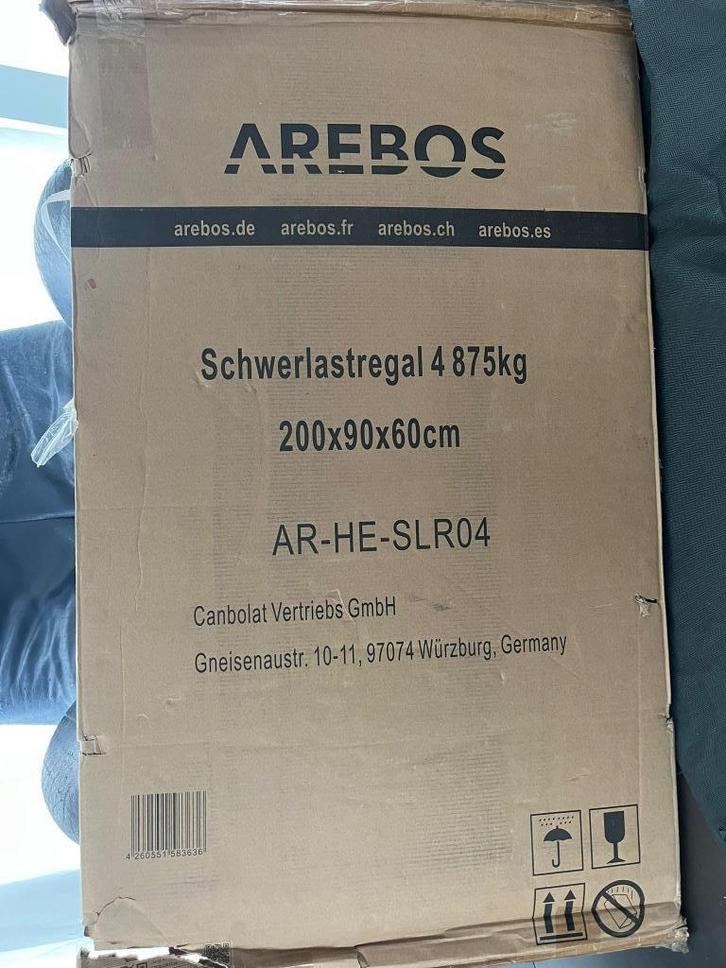 AREBOS
arebos.de arebos.fr arebos.ch arebos.es
Schwerlastregal 4 875kg
200x90x60cm
AR-HE-SLR04
Canbolat Vertriebs GmbH
Gneisenaustr. 10-11, 97074 Würzburg, Germany
4 260551 583636